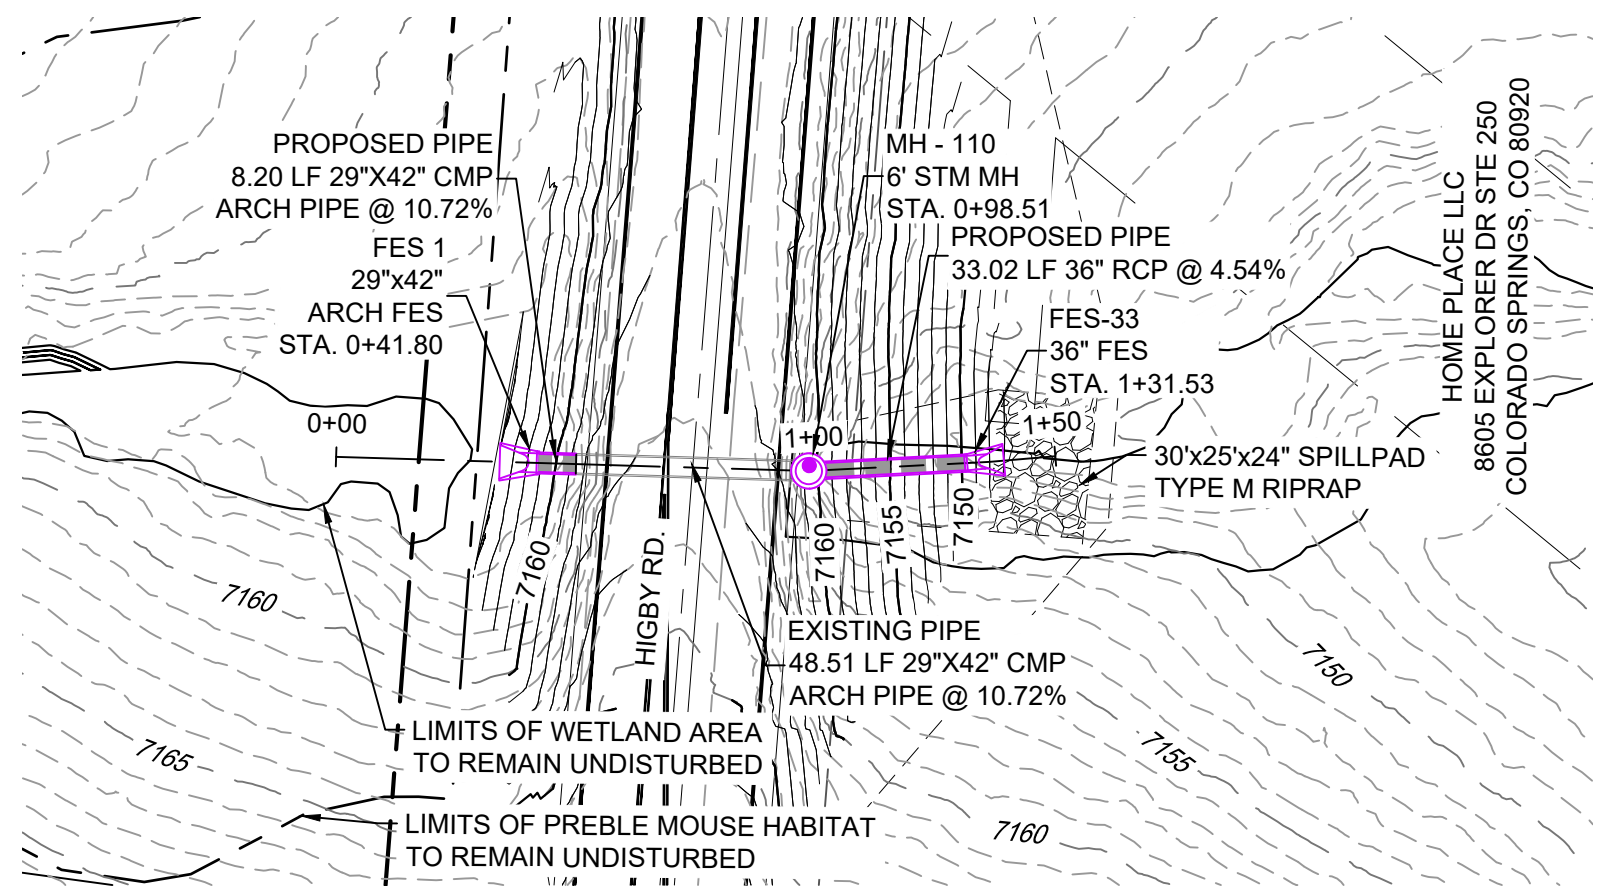 PROPOSED PIPE
8.20 LF 29"X42" CMP
ARCH PIPE @ 10.72%
FES 1
29"x42"
ARCH FES
STA. 0+41.80
MH - 110
6' STM MH
STA. 0+98.51
PROPOSED PIPE
33.02 LF 36" RCP @ 4.54%
FES-33
36" FES
STA. 1+31.53
HOME PLACE LLC
8605 EXPLORER DR STE 250
COLORADO SPRINGS, CO 80920
0+00
1+00
1+50
30'x25'x24" SPILLPAD
TYPE M RIPRAP
7160
7160
HIGBY RD.
7160
7155
7150
EXISTING PIPE
48.51 LF 29"X42" CMP
ARCH PIPE @ 10.72%
7150
7155
7160
7165
LIMITS OF WETLAND AREA
TO REMAIN UNDISTURBED
LIMITS OF PREBLE MOUSE HABITAT
TO REMAIN UNDISTURBED